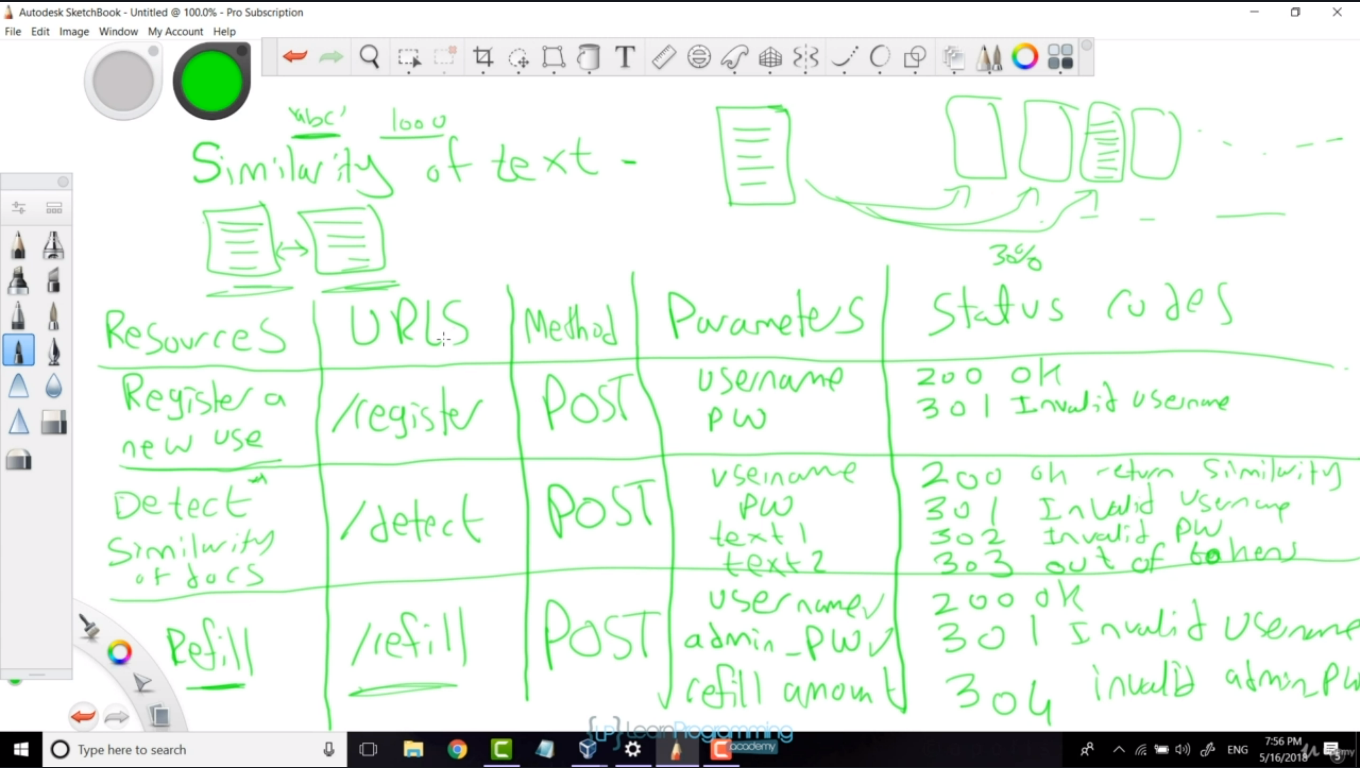 Autodesk SketchBook - Untitled @ 100.0% - Pro Subscription
File Edit Image Window My Account Help
T
'abc' 1000
Similarity of text -
30%
Resources URLS Method Parameters Status codes
Register a
new use
/register
POST
username
PW
200 OK
301 Invalid username
Detect
Similarity
of docs
/detect
POST
username
PW
text1
text2
200 ok return similarity
301 Invalid username
302 Invalid PW
303 out of tokens
Refill
/refill
POST
username
admin_PW
refill amount
200 OK
301 Invalid username
304 invalid admin_PW
{LP} LearnProgramming
academy
Type here to search
ENG
7:56 PM
5/16/2018